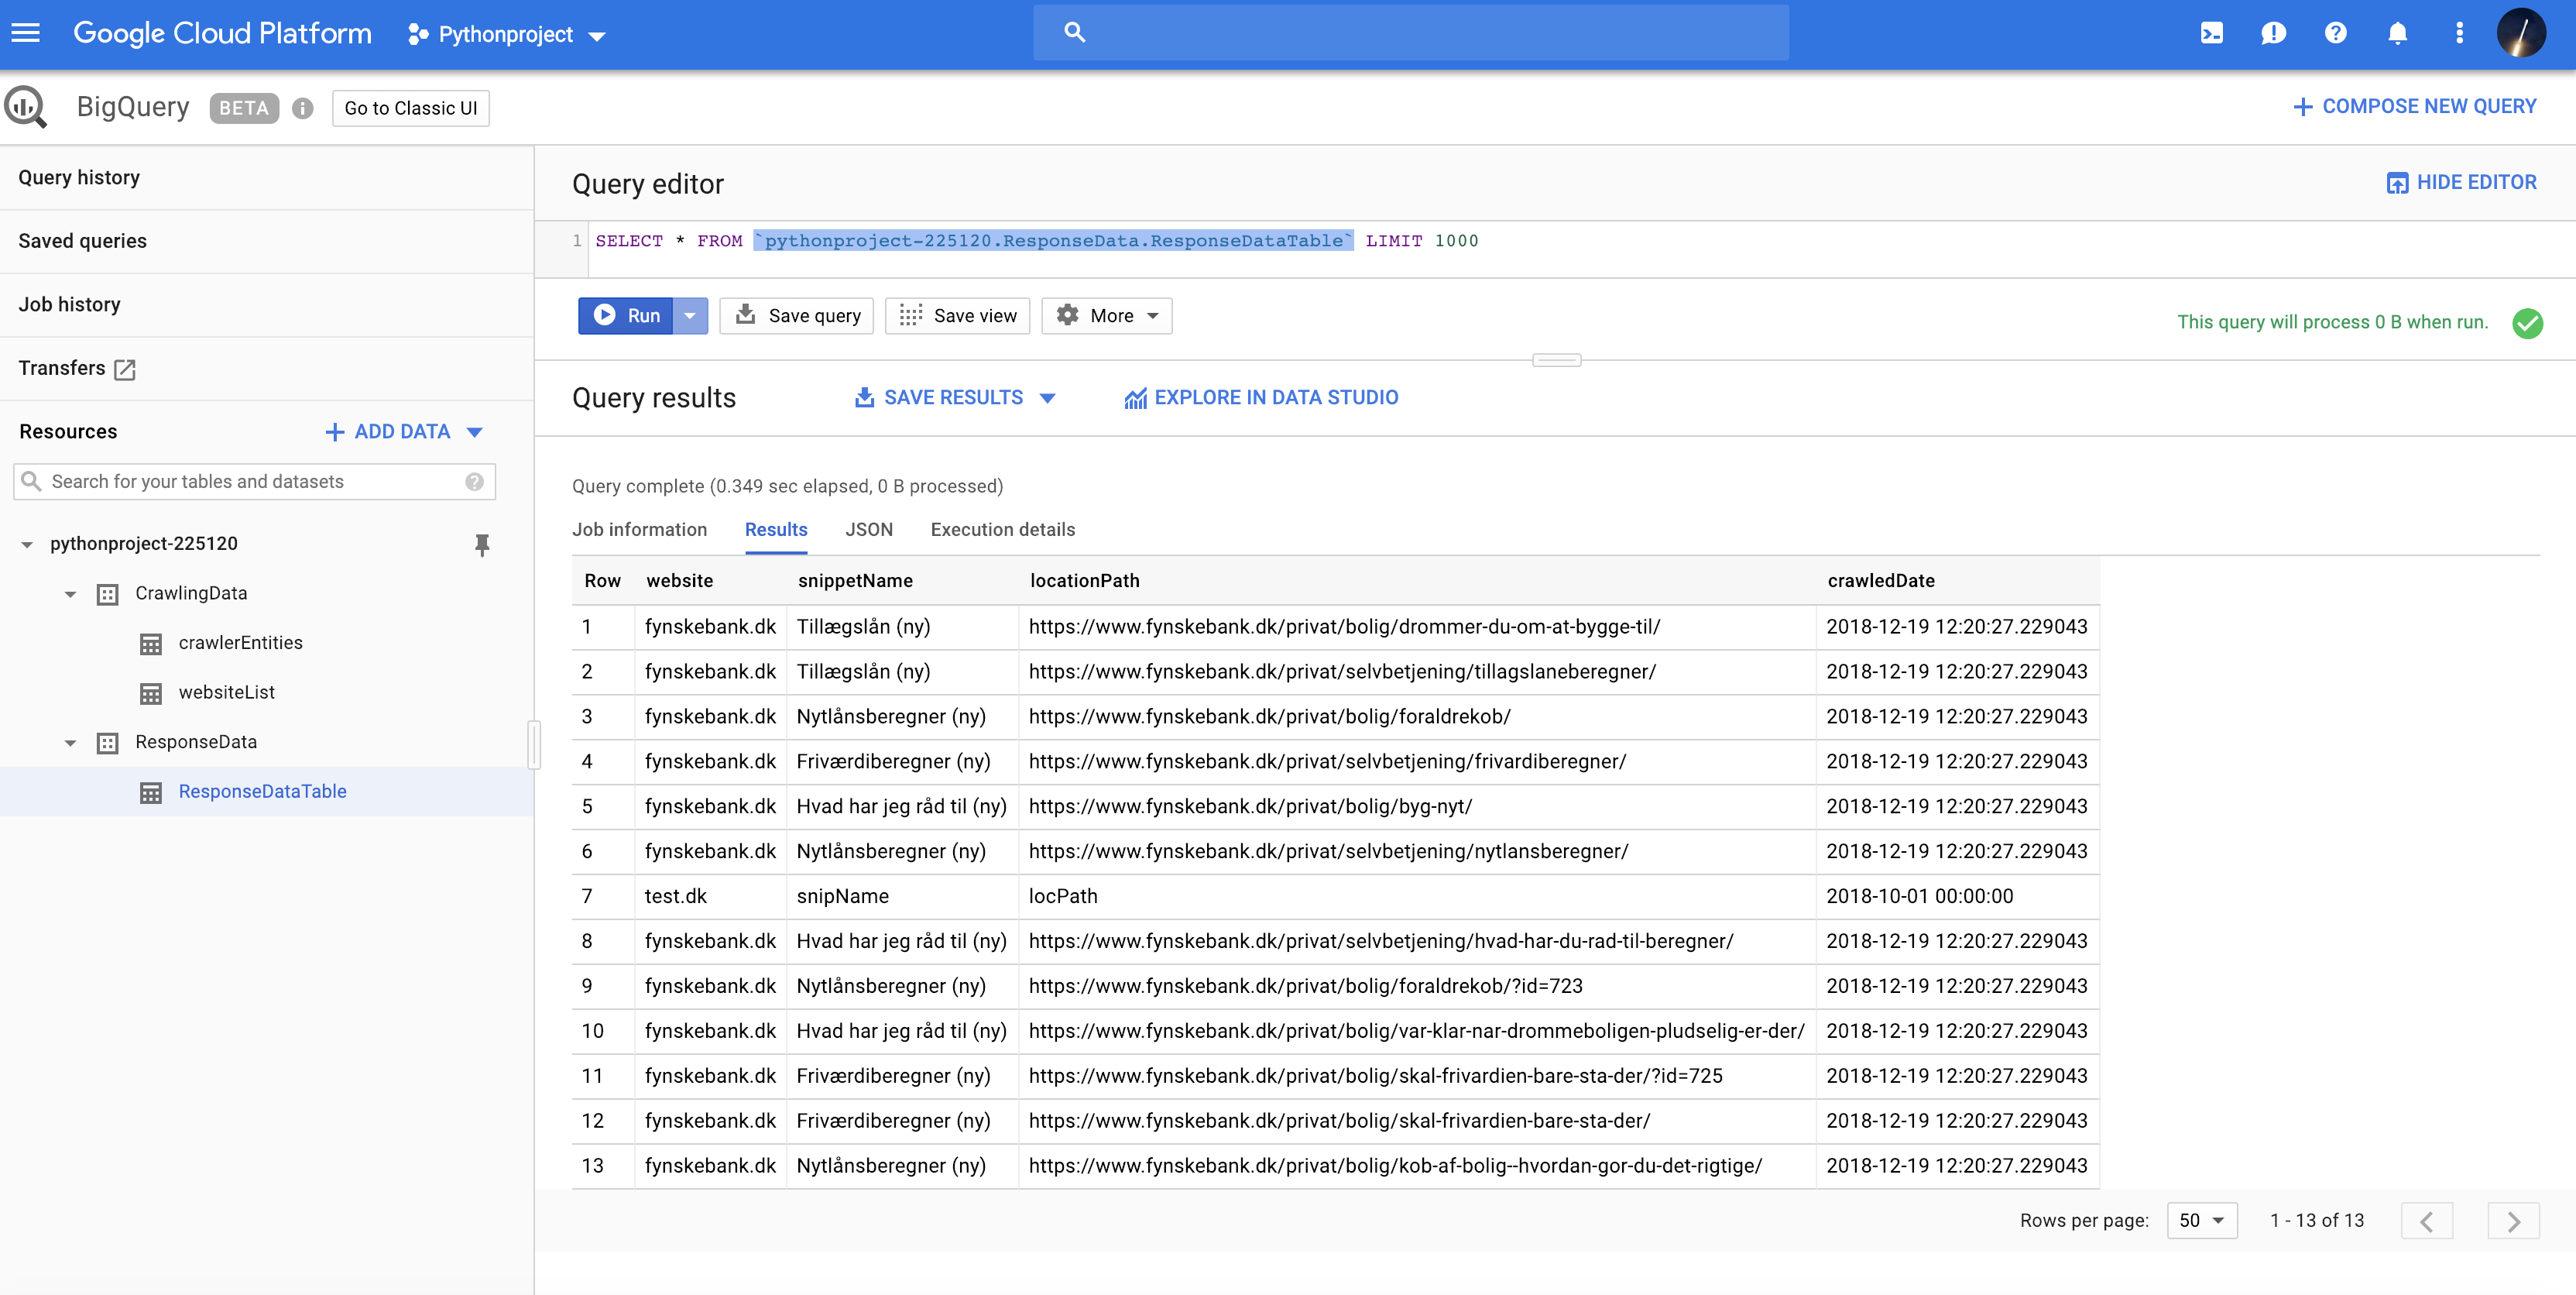 Google Cloud Platform Pythonproject
BigQuery BETA Go to Classic UI COMPOSE NEW QUERY
Query history
Saved queries
Job history
Transfers
Resources ADD DATA
Search for your tables and datasets
pythonproject-225120
CrawlingData
crawlerEntities
websiteList
ResponseData
ResponseDataTable
Query editor HIDE EDITOR
1 SELECT * FROM `pythonproject-225120.ResponseData.ResponseDataTable` LIMIT 1000
Run Save query Save view More This query will process 0 B when run.
Query results SAVE RESULTS EXPLORE IN DATA STUDIO
Query complete (0.349 sec elapsed, 0 B processed)
Job information Results JSON Execution details
Row website snippetName locationPath crawledDate
1 fynskebank.dk Tillægslån (ny) https://www.fynskebank.dk/privat/bolig/drommer-du-om-at-bygge-til/ 2018-12-19 12:20:27.229043
2 fynskebank.dk Tillægslån (ny) https://www.fynskebank.dk/privat/selvbetjening/tillagslaneberegner/ 2018-12-19 12:20:27.229043
3 fynskebank.dk Nytlånsberegner (ny) https://www.fynskebank.dk/privat/bolig/foraldrekob/ 2018-12-19 12:20:27.229043
4 fynskebank.dk Friværdiberegner (ny) https://www.fynskebank.dk/privat/selvbetjening/frivardiberegner/ 2018-12-19 12:20:27.229043
5 fynskebank.dk Hvad har jeg råd til (ny) https://www.fynskebank.dk/privat/bolig/byg-nyt/ 2018-12-19 12:20:27.229043
6 fynskebank.dk Nytlånsberegner (ny) https://www.fynskebank.dk/privat/selvbetjening/nytlansberegner/ 2018-12-19 12:20:27.229043
7 test.dk snipName locPath 2018-10-01 00:00:00
8 fynskebank.dk Hvad har jeg råd til (ny) https://www.fynskebank.dk/privat/selvbetjening/hvad-har-du-rad-til-beregner/ 2018-12-19 12:20:27.229043
9 fynskebank.dk Nytlånsberegner (ny) https://www.fynskebank.dk/privat/bolig/foraldrekob/?id=723 2018-12-19 12:20:27.229043
10 fynskebank.dk Hvad har jeg råd til (ny) https://www.fynskebank.dk/privat/bolig/var-klar-nar-drommeboligen-pludselig-er-der/ 2018-12-19 12:20:27.229043
11 fynskebank.dk Friværdiberegner (ny) https://www.fynskebank.dk/privat/bolig/skal-frivardien-bare-sta-der/?id=725 2018-12-19 12:20:27.229043
12 fynskebank.dk Friværdiberegner (ny) https://www.fynskebank.dk/privat/bolig/skal-frivardien-bare-sta-der/ 2018-12-19 12:20:27.229043
13 fynskebank.dk Nytlånsberegner (ny) https://www.fynskebank.dk/privat/bolig/kob-af-bolig--hvordan-gor-du-det-rigtige/ 2018-12-19 12:20:27.229043
Rows per page: 50 1 - 13 of 13